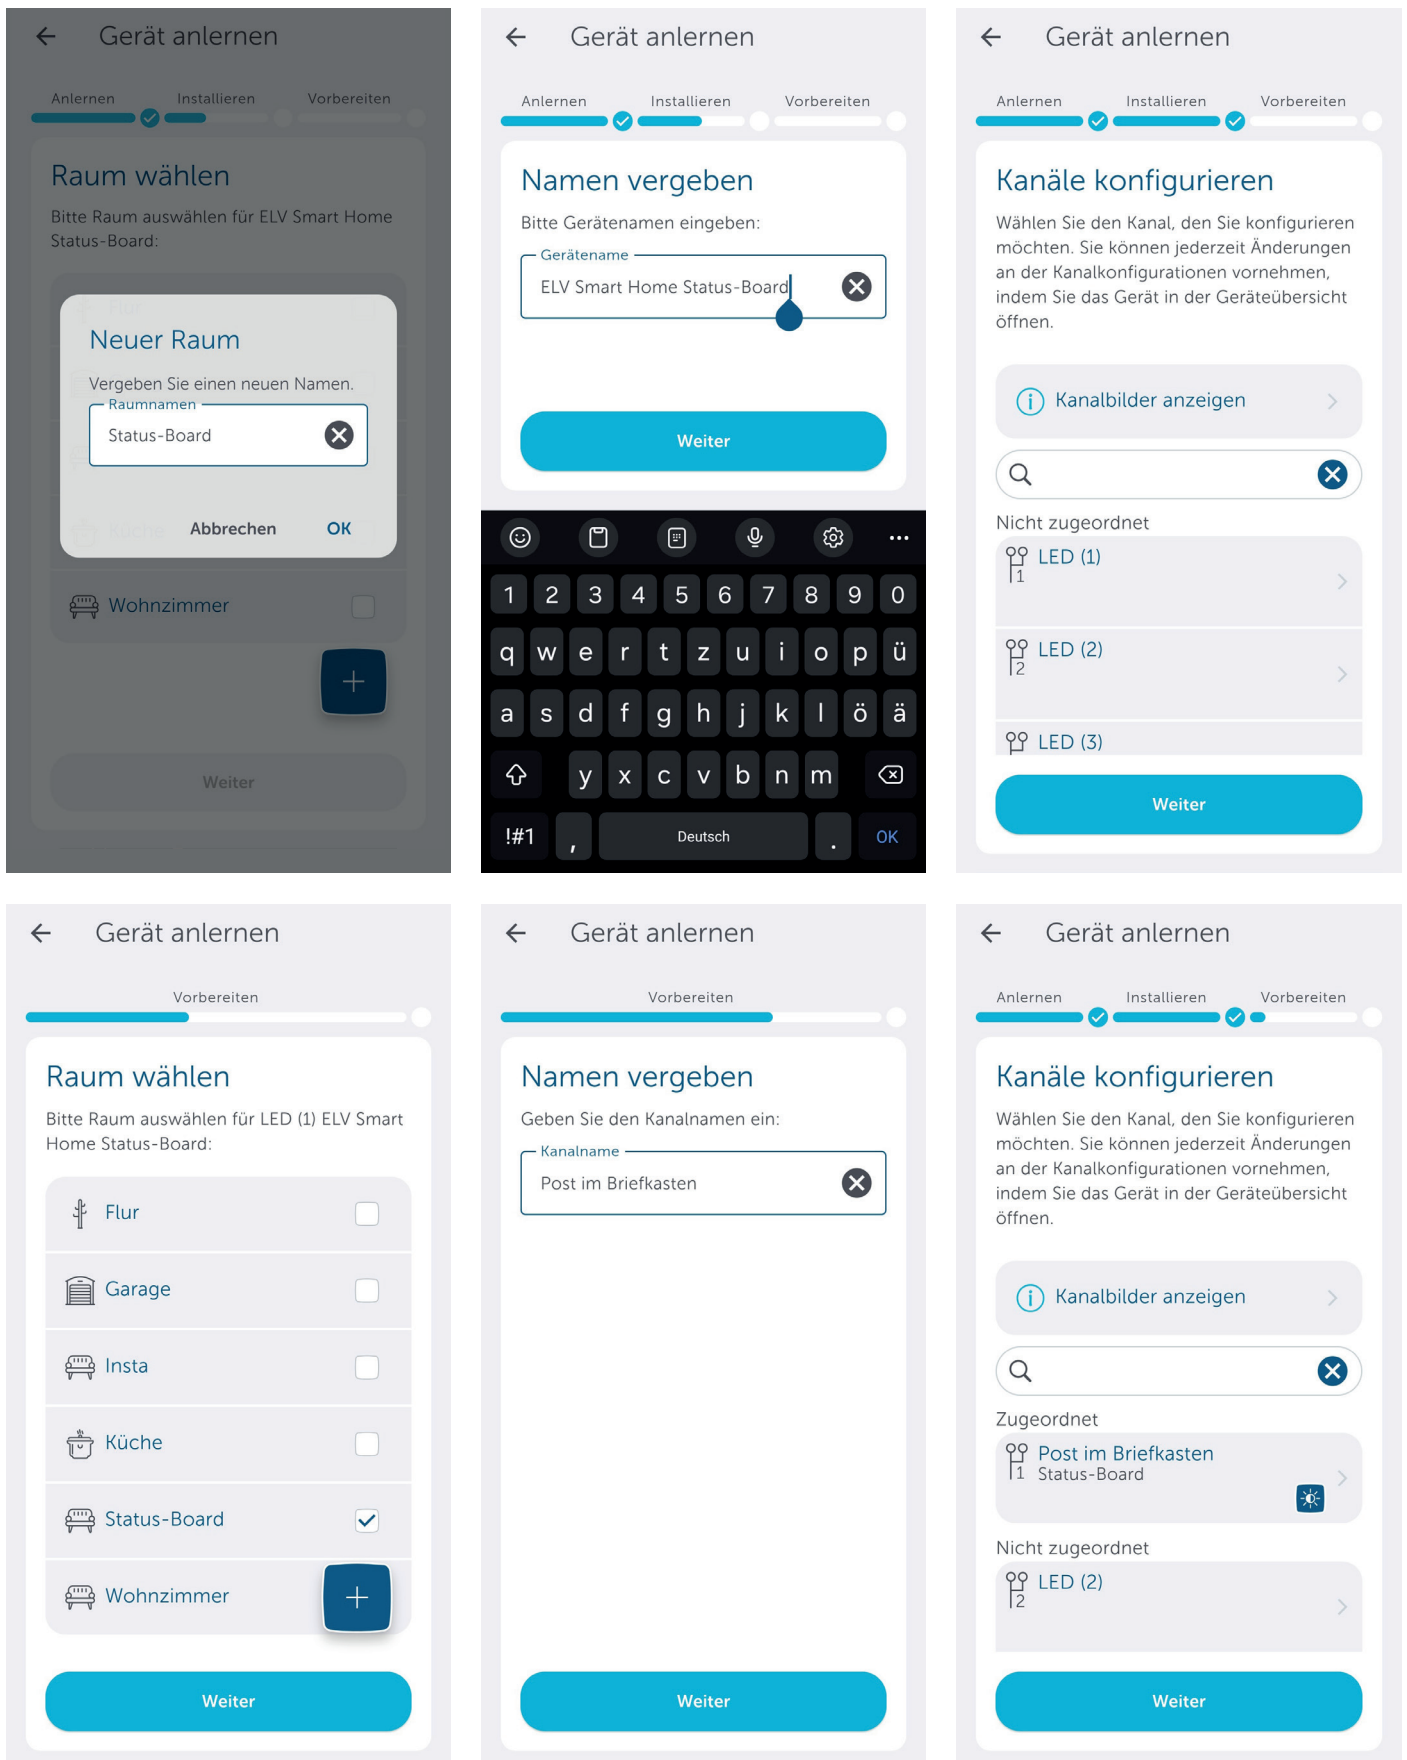 Gerät anlernen
Anlernen Installieren Vorbereiten
Raum wählen
Bitte Raum auswählen für ELV Smart Home
Status-Board:
Flur
Neuer Raum
Vergeben Sie einen neuen Namen.
Raumnamen
Status-Board
Küche
Abbrechen OK
Wohnzimmer
+
Weiter
Gerät anlernen
Anlernen Installieren Vorbereiten
Namen vergeben
Bitte Gerätenamen eingeben:
Gerätename
ELV Smart Home Status-Board
Weiter
1 2 3 4 5 6 7 8 9 0
q w e r t z u i o p ü
a s d f g h j k l ö ä
y x c v b n m
!#1 , Deutsch . OK
Gerät anlernen
Anlernen Installieren Vorbereiten
Kanäle konfigurieren
Wählen Sie den Kanal, den Sie konfigurieren
möchten. Sie können jederzeit Änderungen
an der Kanalkonfigurationen vornehmen,
indem Sie das Gerät in der Geräteübersicht
öffnen.
Kanalbilder anzeigen
Nicht zugeordnet
1 LED (1)
2 LED (2)
LED (3)
Weiter
Gerät anlernen
Vorbereiten
Raum wählen
Bitte Raum auswählen für LED (1) ELV Smart
Home Status-Board:
Flur
Garage
Insta
Küche
Status-Board
Wohnzimmer
+
Weiter
Gerät anlernen
Vorbereiten
Namen vergeben
Geben Sie den Kanalnamen ein:
Kanalname
Post im Briefkasten
Weiter
Gerät anlernen
Anlernen Installieren Vorbereiten
Kanäle konfigurieren
Wählen Sie den Kanal, den Sie konfigurieren
möchten. Sie können jederzeit Änderungen
an der Kanalkonfigurationen vornehmen,
indem Sie das Gerät in der Geräteübersicht
öffnen.
Kanalbilder anzeigen
Zugeordnet
Post im Briefkasten
1 Status-Board
Nicht zugeordnet
2 LED (2)
Weiter